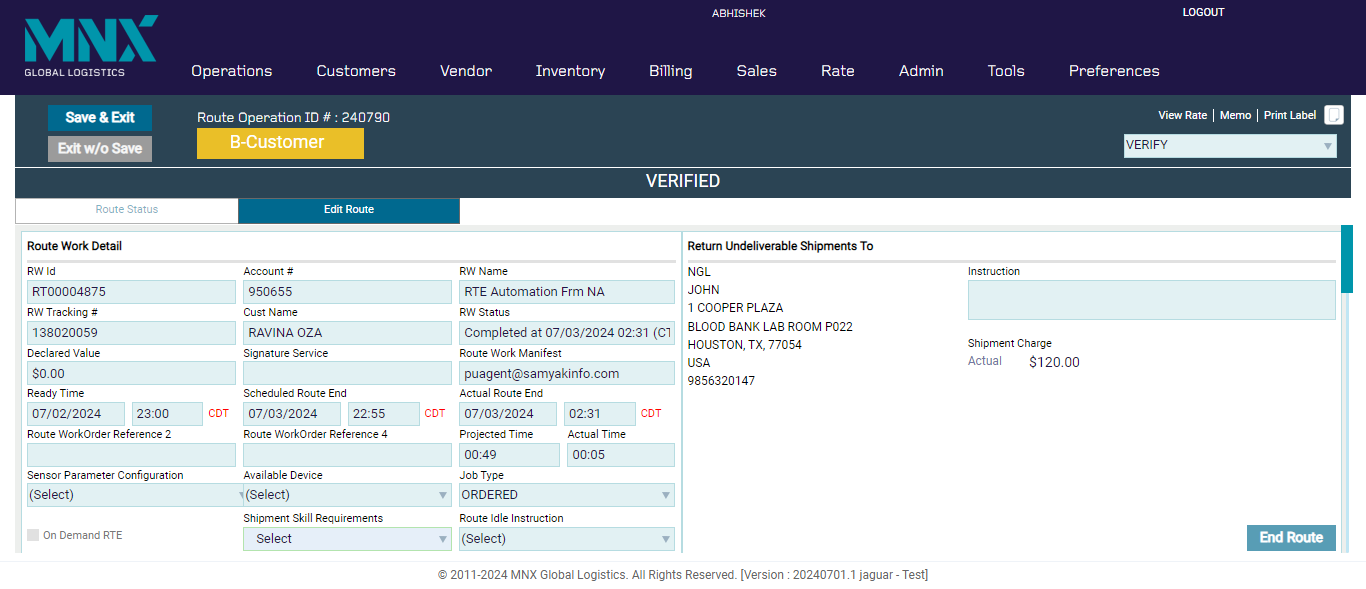 ABHISHEK
LOGOUT
MNX
GLOBAL LOGISTICS
Operations Customers Vendor Inventory Billing Sales Rate Admin Tools Preferences
Save & Exit
Exit w/o Save
Route Operation ID # : 240790
B-Customer
View Rate | Memo | Print Label
VERIFY
VERIFIED
Route Status Edit Route
Route Work Detail
RW Id Account # RW Name
RT00004875 950655 RTE Automation Frm NA
RW Tracking # Cust Name RW Status
138020059 RAVINA OZA Completed at 07/03/2024 02:31 (CT
Declared Value Signature Service Route Work Manifest
$0.00 puagent@samyakinfo.com
Ready Time Scheduled Route End Actual Route End
07/02/2024 23:00 CDT 07/03/2024 22:55 CDT 07/03/2024 02:31 CDT
Route WorkOrder Reference 2 Route WorkOrder Reference 4 Projected Time Actual Time
00:49 00:05
Sensor Parameter Configuration Available Device Job Type
(Select) (Select) ORDERED
Shipment Skill Requirements Route Idle Instruction
On Demand RTE Select (Select)
Return Undeliverable Shipments To
NGL
JOHN
1 COOPER PLAZA
BLOOD BANK LAB ROOM P022
HOUSTON, TX, 77054
USA
9856320147
Instruction
Shipment Charge
Actual $120.00
End Route
© 2011-2024 MNX Global Logistics. All Rights Reserved. [Version : 20240701.1 jaguar - Test]